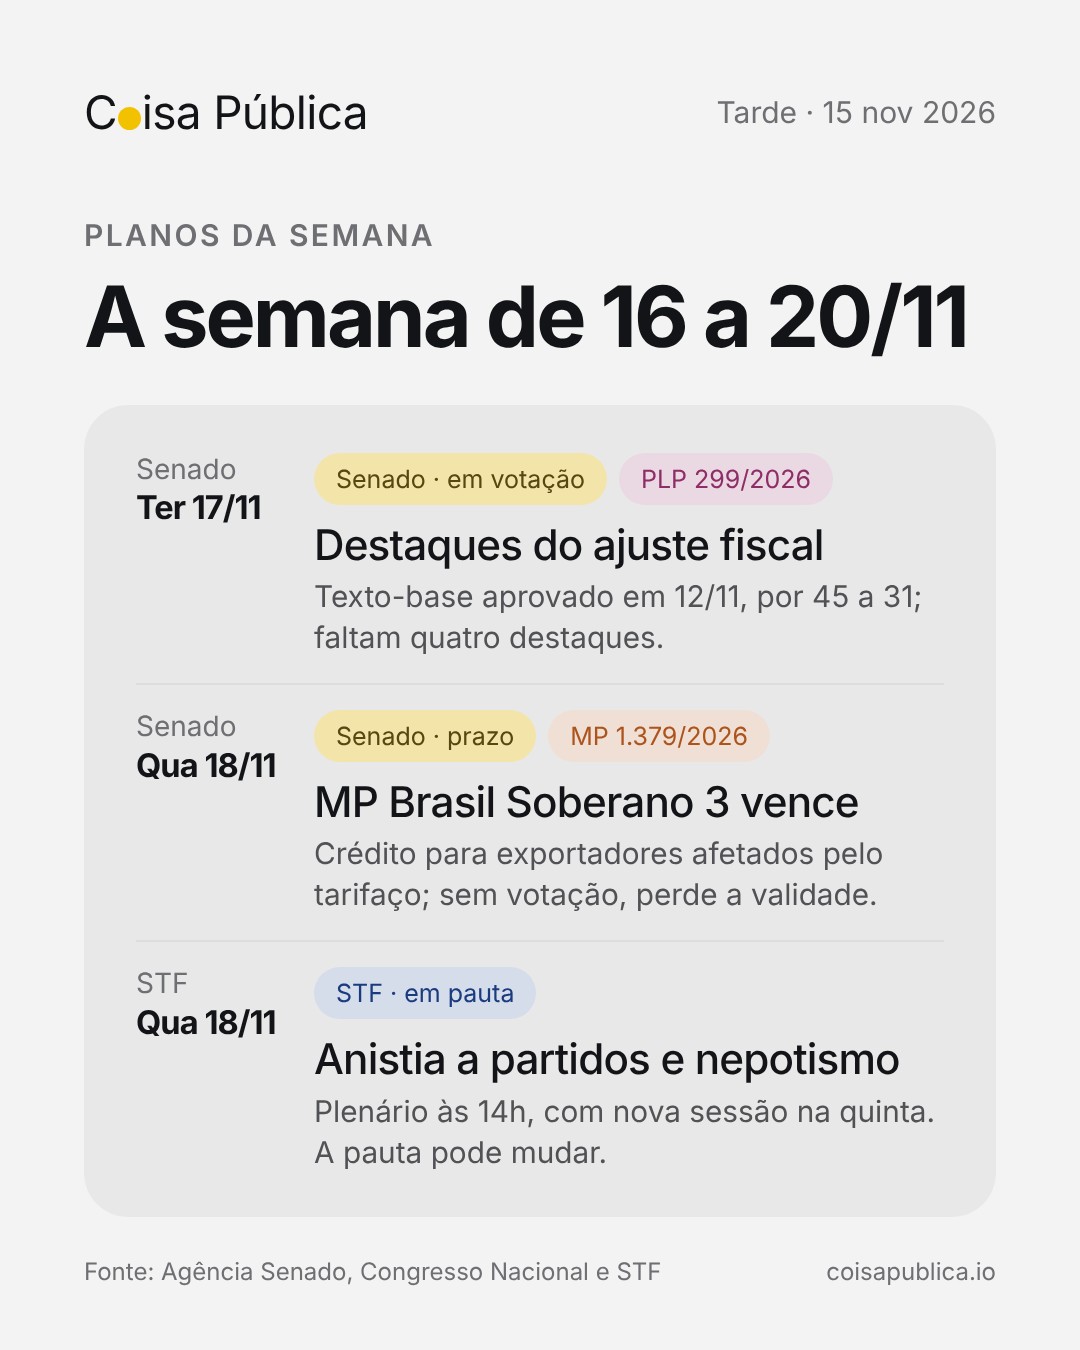 Coisa Pública
Tarde · 15 nov 2026
PLANOS DA SEMANA
A semana de 16 a 20/11
Senado
Ter 17/11
Senado · em votação
PLP 299/2026
Destaques do ajuste fiscal
Texto-base aprovado em 12/11, por 45 a 31;
faltam quatro destaques.
Senado
Qua 18/11
Senado · prazo
MP 1.379/2026
MP Brasil Soberano 3 vence
Crédito para exportadores afetados pelo
tarifaço; sem votação, perde a validade.
STF
Qua 18/11
STF · em pauta
Anistia a partidos e nepotismo
Plenário às 14h, com nova sessão na quinta.
A pauta pode mudar.
Fonte: Agência Senado, Congresso Nacional e STF
coisapublica.io